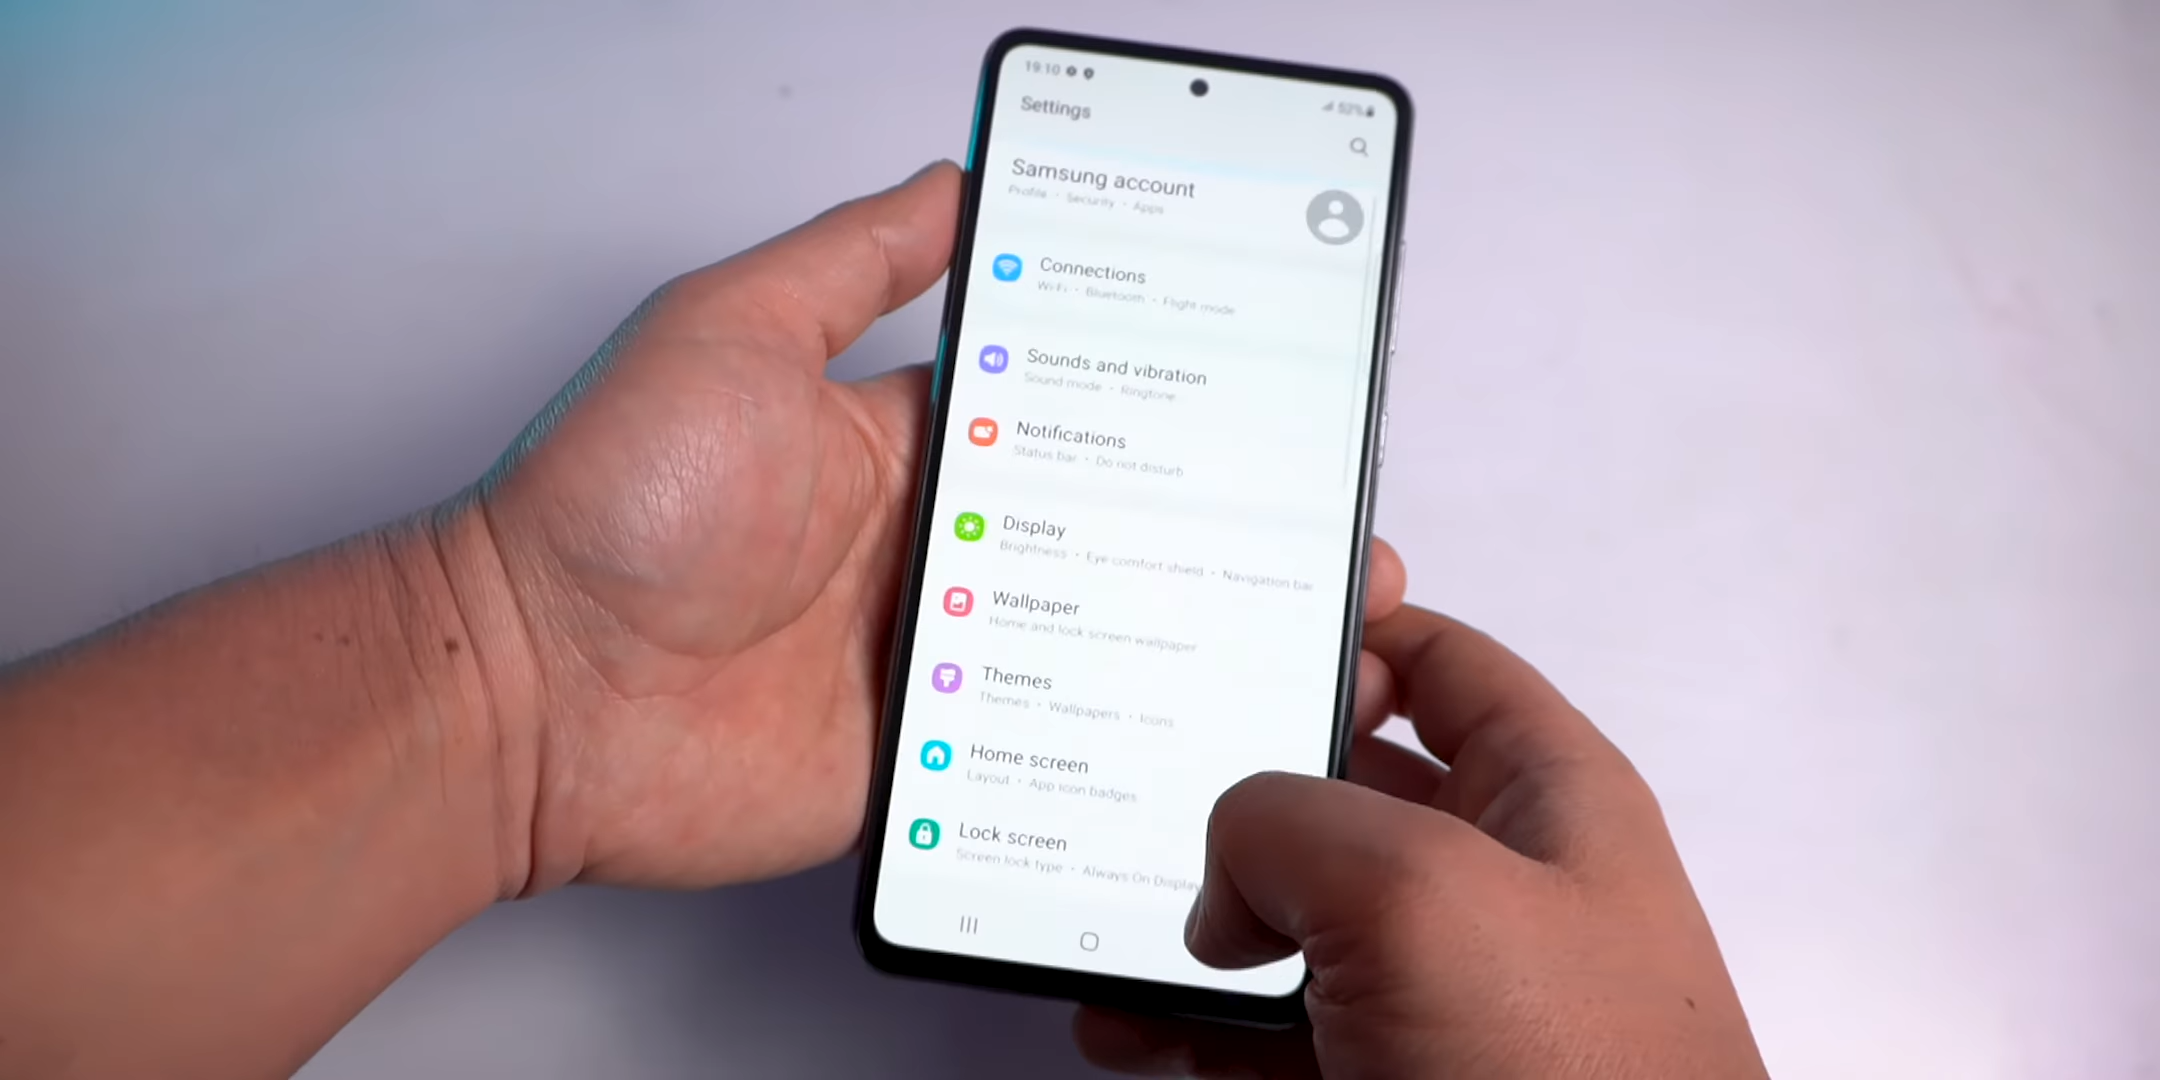 19:10
52%
Settings
Samsung account
Profile • Security • Apps
Connections
Wi-Fi • Bluetooth • Flight mode
Sounds and vibration
Sound mode • Ringtone
Notifications
Status bar • Do not disturb
Display
Brightness • Eye comfort shield • Navigation bar
Wallpaper
Home and lock screen wallpaper
Themes
Themes • Wallpapers • Icons
Home screen
Layout • App icon badges
Lock screen
Screen lock type • Always On Display